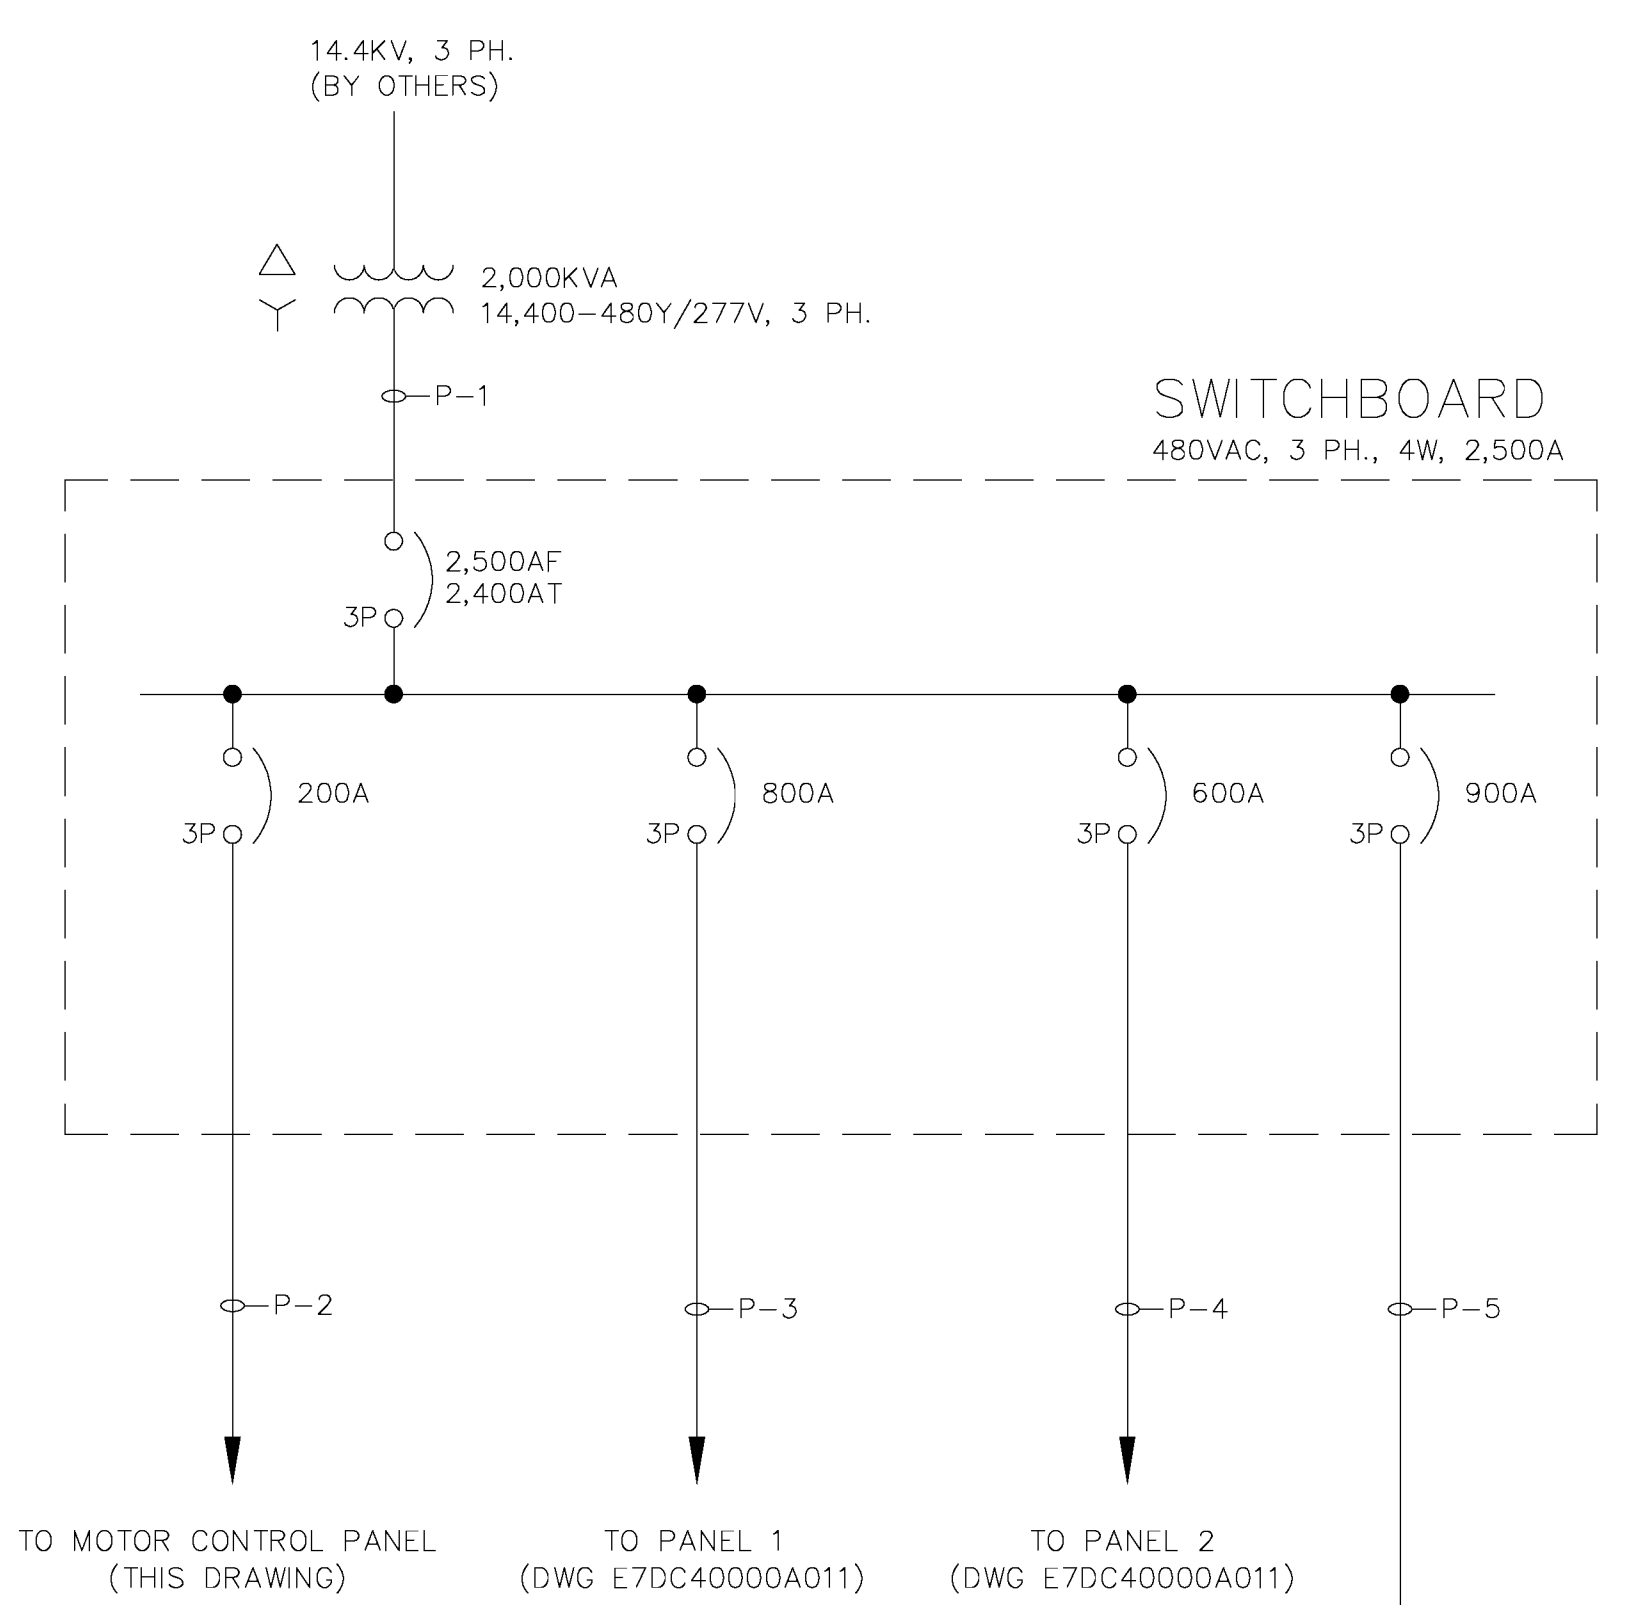 14.4KV, 3 PH.
(BY OTHERS)
2,000KVA
14,400-480Y/277V, 3 PH.
P-1
SWITCHBOARD
480VAC, 3 PH., 4W, 2,500A
2,500AF
2,400AT
3P
200A
800A
600A
900A
3P
3P
3P
3P
P-2
P-3
P-4
P-5
TO MOTOR CONTROL PANEL
(THIS DRAWING)
TO PANEL 1
(DWG E7DC40000A011)
TO PANEL 2
(DWG E7DC40000A011)